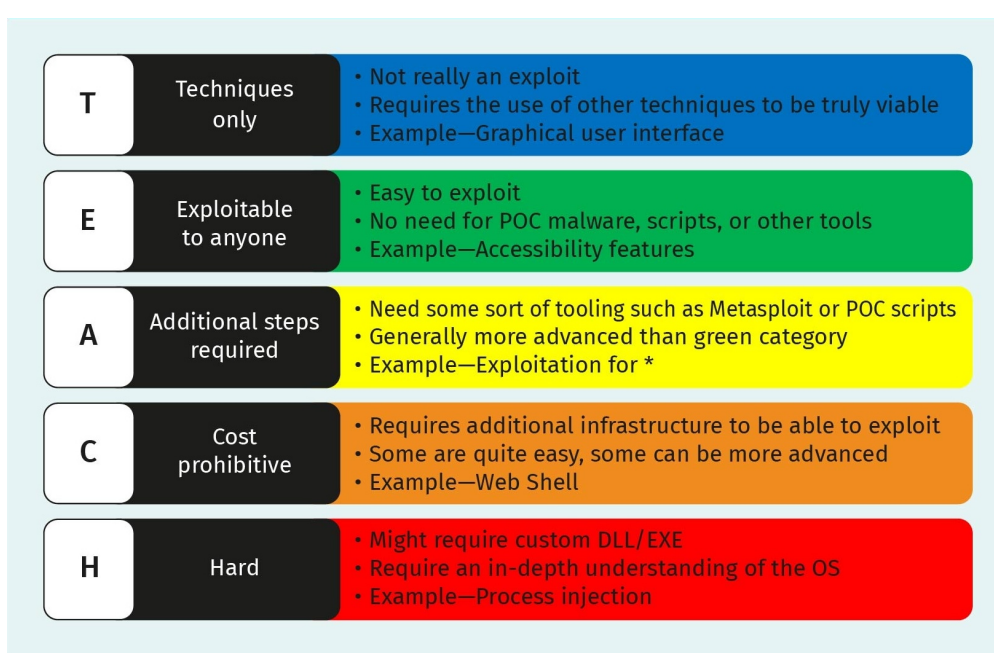 T
Techniques
only
• Not really an exploit
• Requires the use of other techniques to be truly viable
• Example—Graphical user interface
E
Exploitable
to anyone
• Easy to exploit
• No need for POC malware, scripts, or other tools
• Example—Accessibility features
A
Additional steps
required
• Need some sort of tooling such as Metasploit or POC scripts
• Generally more advanced than green category
• Example—Exploitation for *
C
Cost
prohibitive
• Requires additional infrastructure to be able to exploit
• Some are quite easy, some can be more advanced
• Example—Web Shell
H
Hard
• Might require custom DLL/EXE
• Require an in-depth understanding of the OS
• Example—Process injection